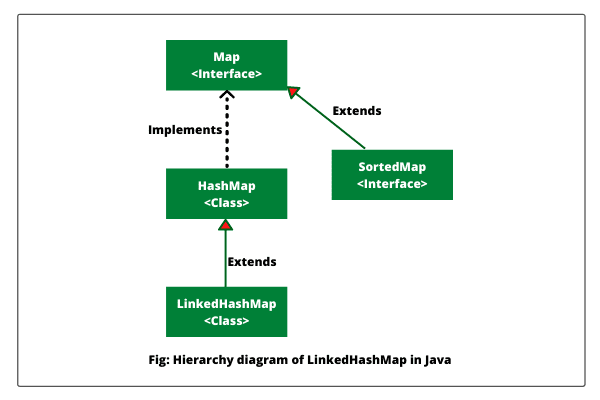 Map
<Interface>
Extends
Implements
SortedMap
<Interface>
HashMap
<Class>
Extends
LinkedHashMap
<Class>
Fig: Hierarchy diagram of LinkedHashMap in Java